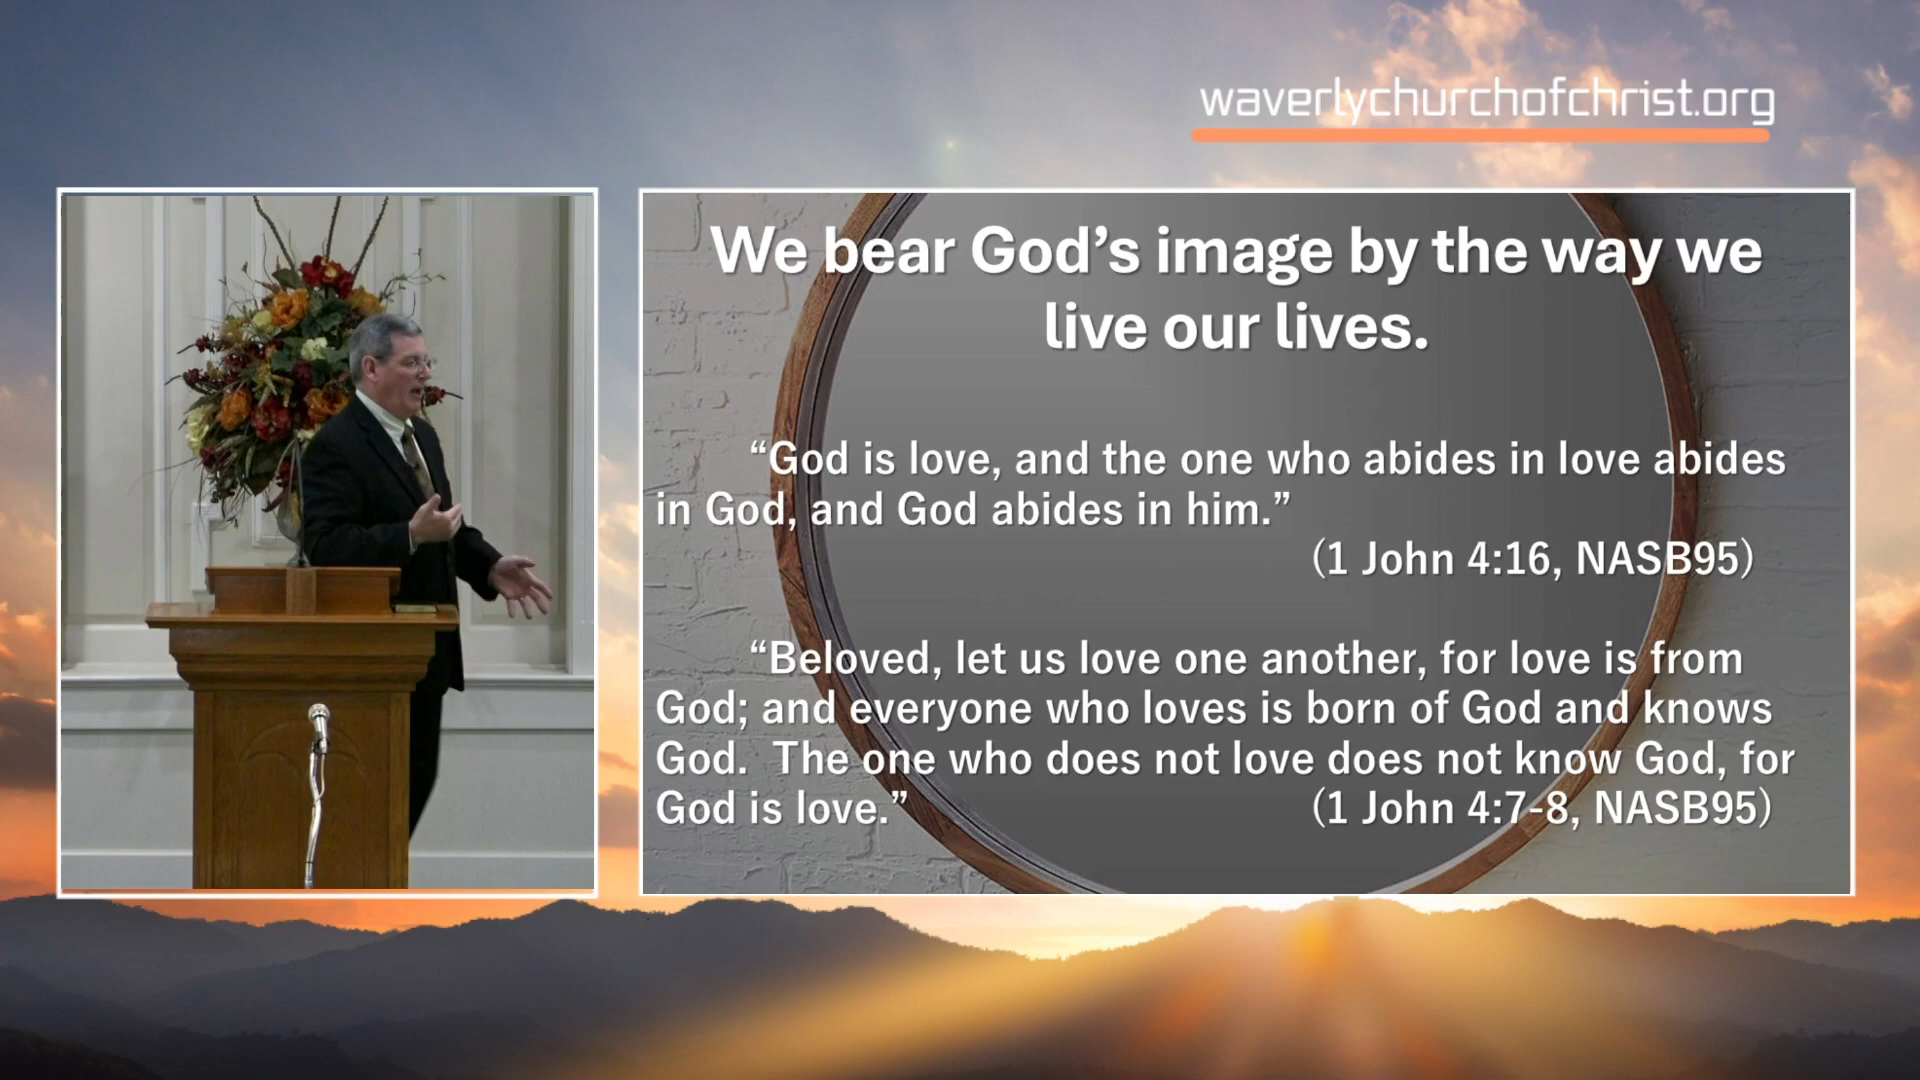 waverlychurchofchrist.org
We bear God’s image by the way we
live our lives.
“God is love, and the one who abides in love abides
in God, and God abides in him.”
(1 John 4:16, NASB95)
“Beloved, let us love one another, for love is from
God; and everyone who loves is born of God and knows
God.  The one who does not love does not know God, for
God is love.” (1 John 4:7-8, NASB95)